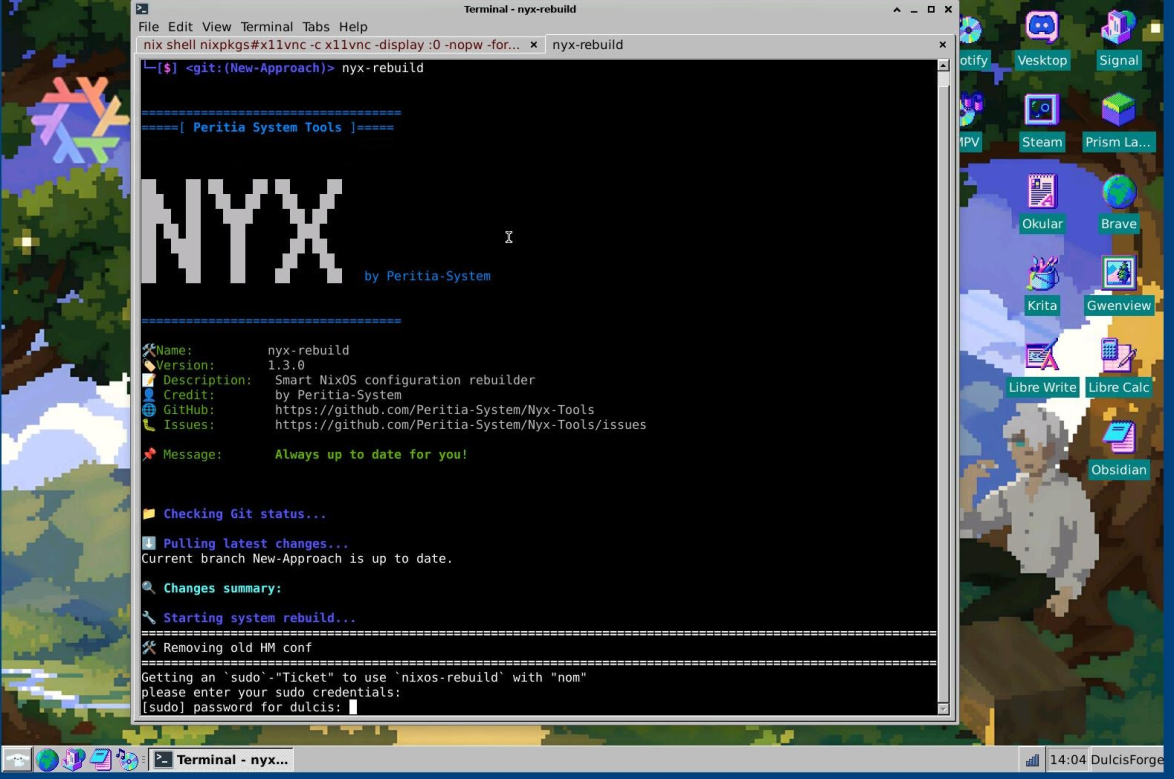 Terminal - nyx-rebuild
File Edit View Terminal Tabs Help
nix shell nixpkgs#x11vnc -c x11vnc -display :0 -nopw -for...
nyx-rebuild
└─[$] <git:(New-Approach)> nyx-rebuild
===================================
=====[ Peritia System Tools ]=====
NYX
by Peritia-System
===================================
Name: nyx-rebuild
Version: 1.3.0
Description: Smart NixOS configuration rebuilder
Credit: by Peritia-System
GitHub: https://github.com/Peritia-System/Nyx-Tools
Issues: https://github.com/Peritia-System/Nyx-Tools/issues
Message: Always up to date for you!
Checking Git status...
Pulling latest changes...
Current branch New-Approach is up to date.
Changes summary:
Starting system rebuild...
Removing old HM conf
Getting an `sudo`-"Ticket" to use `nixos-rebuild` with "nom"
please enter your sudo credentials:
[sudo] password for dulcis:
otify
Vesktop
Signal
MPV
Steam
Prism La...
Okular
Brave
Krita
Gwenview
Libre Write
Libre Calc
Obsidian
Terminal - nyx...
14:04 DulcisForge